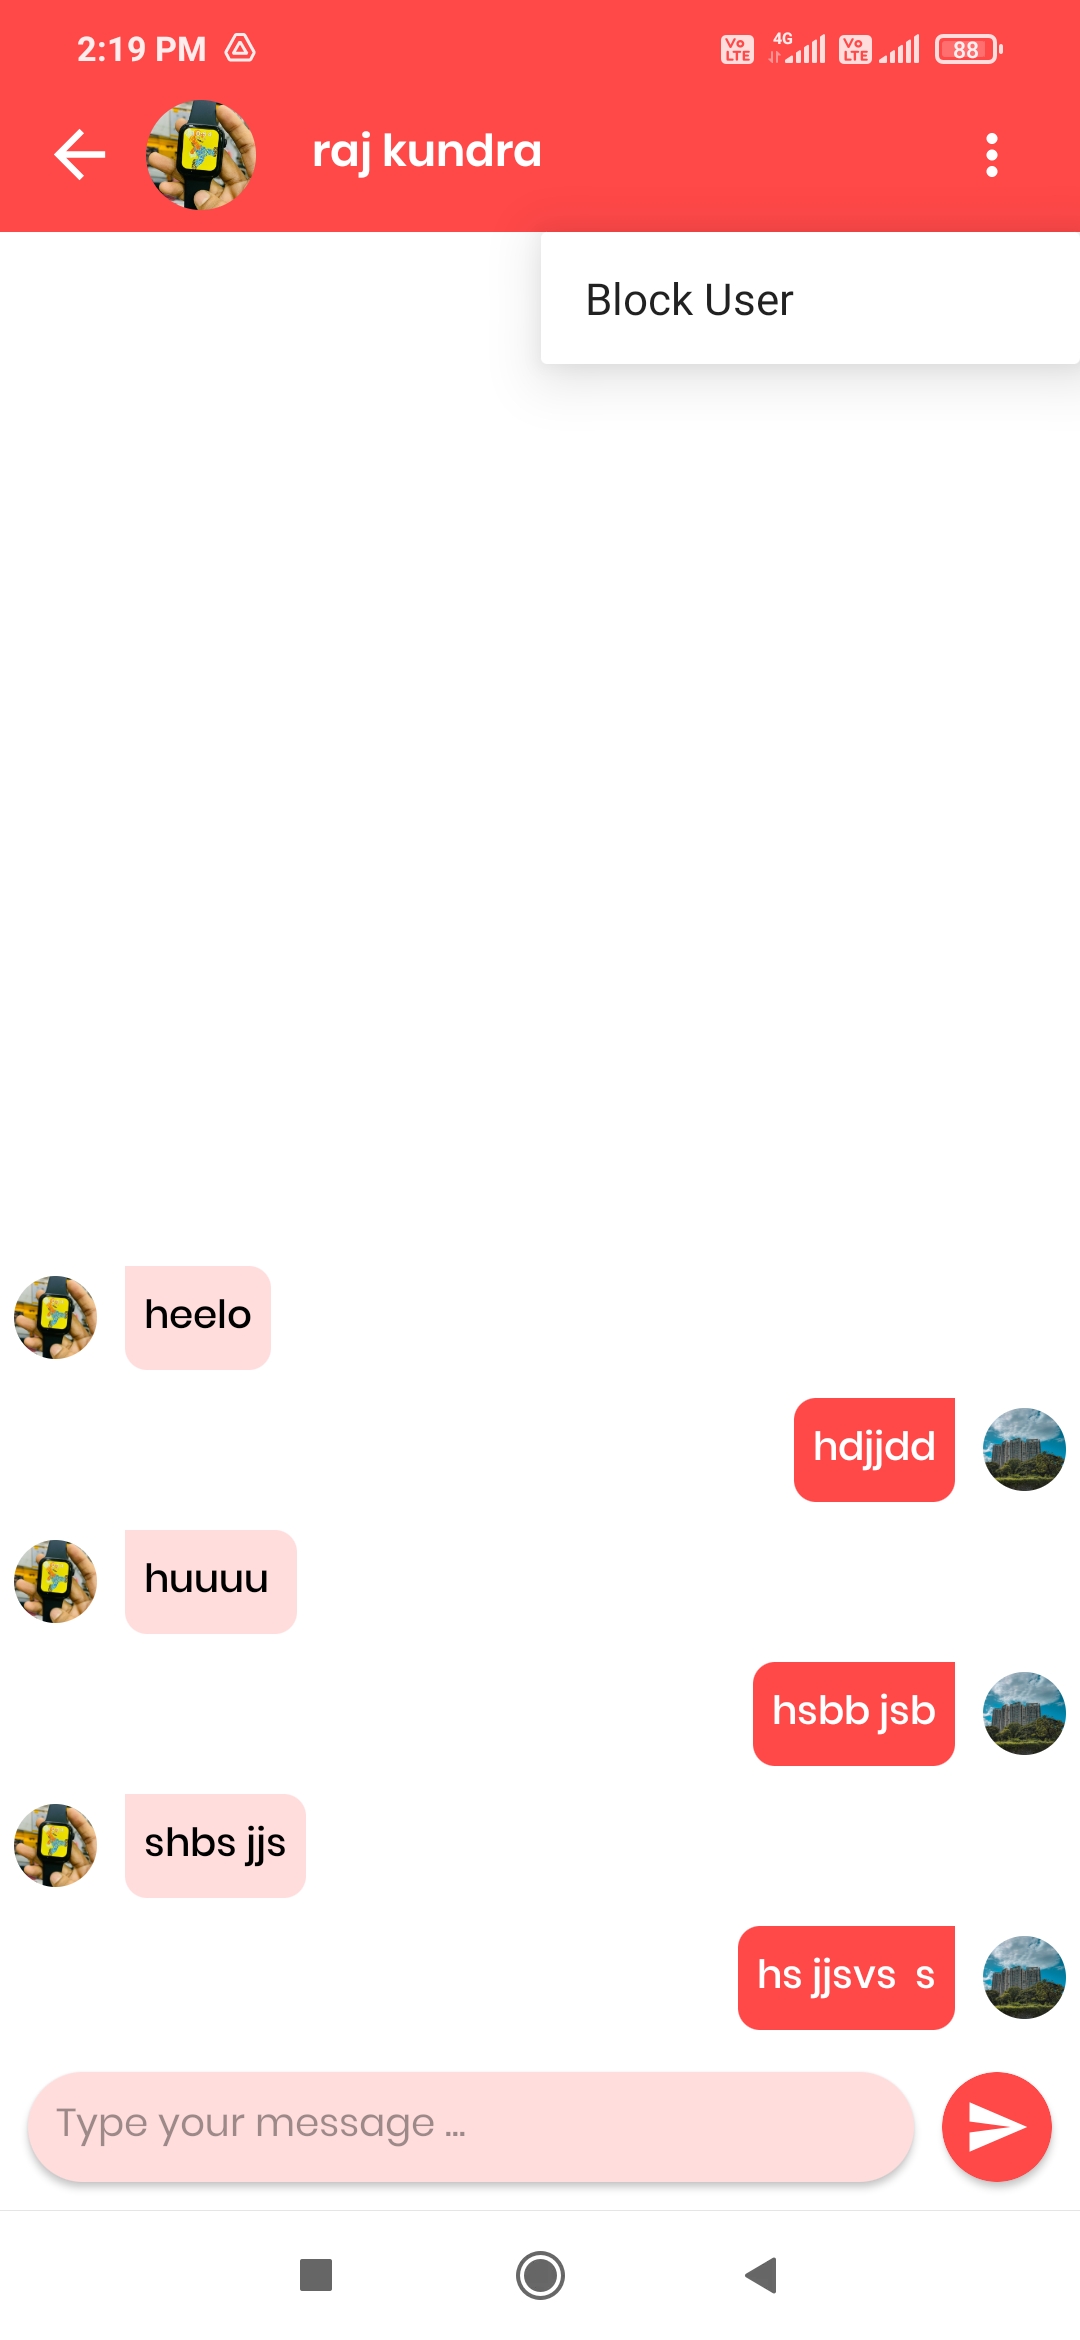 2:19 PM
Vo LTE 4G Vo LTE 88
raj kundra
Block User
heelo
hdjjdd
huuuu
hsbb jsb
shbs jjs
hs jjsvs  s
Type your message ...